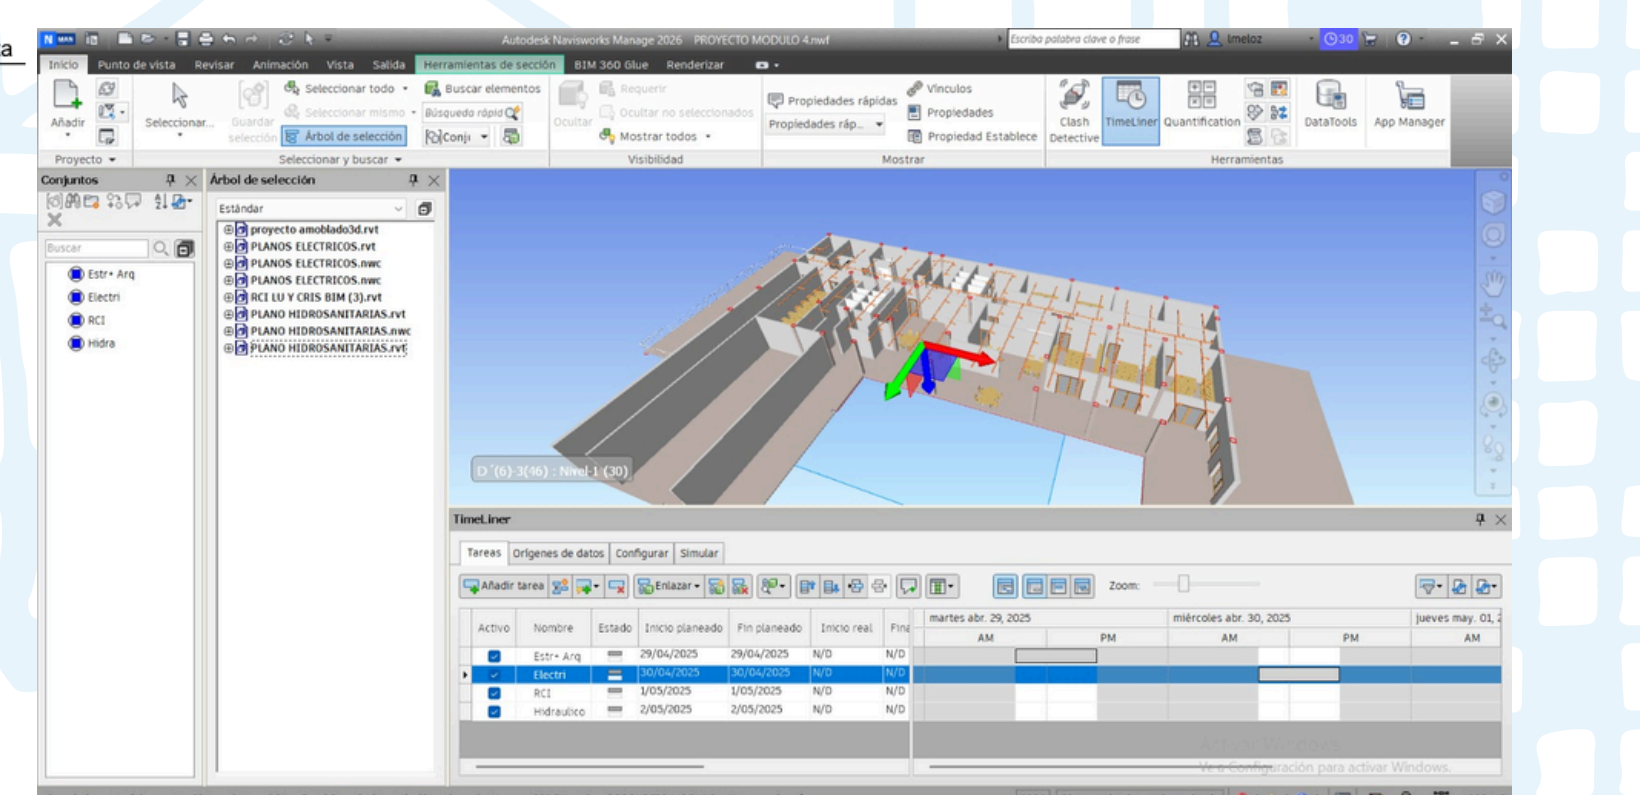 a
N MAN
Autodesk Navisworks Manage 2026 PROYECTO MODULO 4.nwf
Escriba palabra clave o frase
lmeloz
30
Inicio Punto de vista Revisar Animación Vista Salida Herramientas de sección BIM 360 Glue Renderizar
Añadir
Proyecto
Seleccionar...
Guardar selección
Seleccionar todo
Seleccionar mismo
Árbol de selección
Buscar elementos
Búsqueda rápid
Conju
Seleccionar y buscar
Ocultar
Requerir
Ocultar no seleccionados
Mostrar todos
Visibilidad
Propiedades rápidas
Propiedades ráp...
Vínculos
Propiedades
Propiedad Establece
Mostrar
Clash Detective
TimeLiner
Quantification
DataTools
App Manager
Herramientas
Conjuntos
Buscar
Estr+ Arq
Electri
RCI
Hidra
Árbol de selección
Estándar
proyecto amoblado3d.rvt
PLANOS ELECTRICOS.rvt
PLANOS ELECTRICOS.nwc
PLANOS ELECTRICOS.nwc
RCI LU Y CRIS BIM (3).rvt
PLANO HIDROSANITARIAS.rvt
PLANO HIDROSANITARIAS.nwc
PLANO HIDROSANITARIAS.rvt
D´(6)-3(46) : Nivel-1 (30)
TimeLiner
Tareas Orígenes de datos Configurar Simular
Añadir tarea
Enlazar
Zoom:
Activo Nombre Estado Inicio planeado Fin planeado Inicio real Fina
martes abr. 29, 2025 miércoles abr. 30, 2025 jueves may. 01, 2
AM PM AM PM AM
Estr+ Arq 29/04/2025 29/04/2025 N/D N/D
Electri 30/04/2025 30/04/2025 N/D N/D
RCI 1/05/2025 1/05/2025 N/D N/D
Hidraulico 2/05/2025 2/05/2025 N/D N/D
Activar Windows
Ve a Configuración para activar Windows.